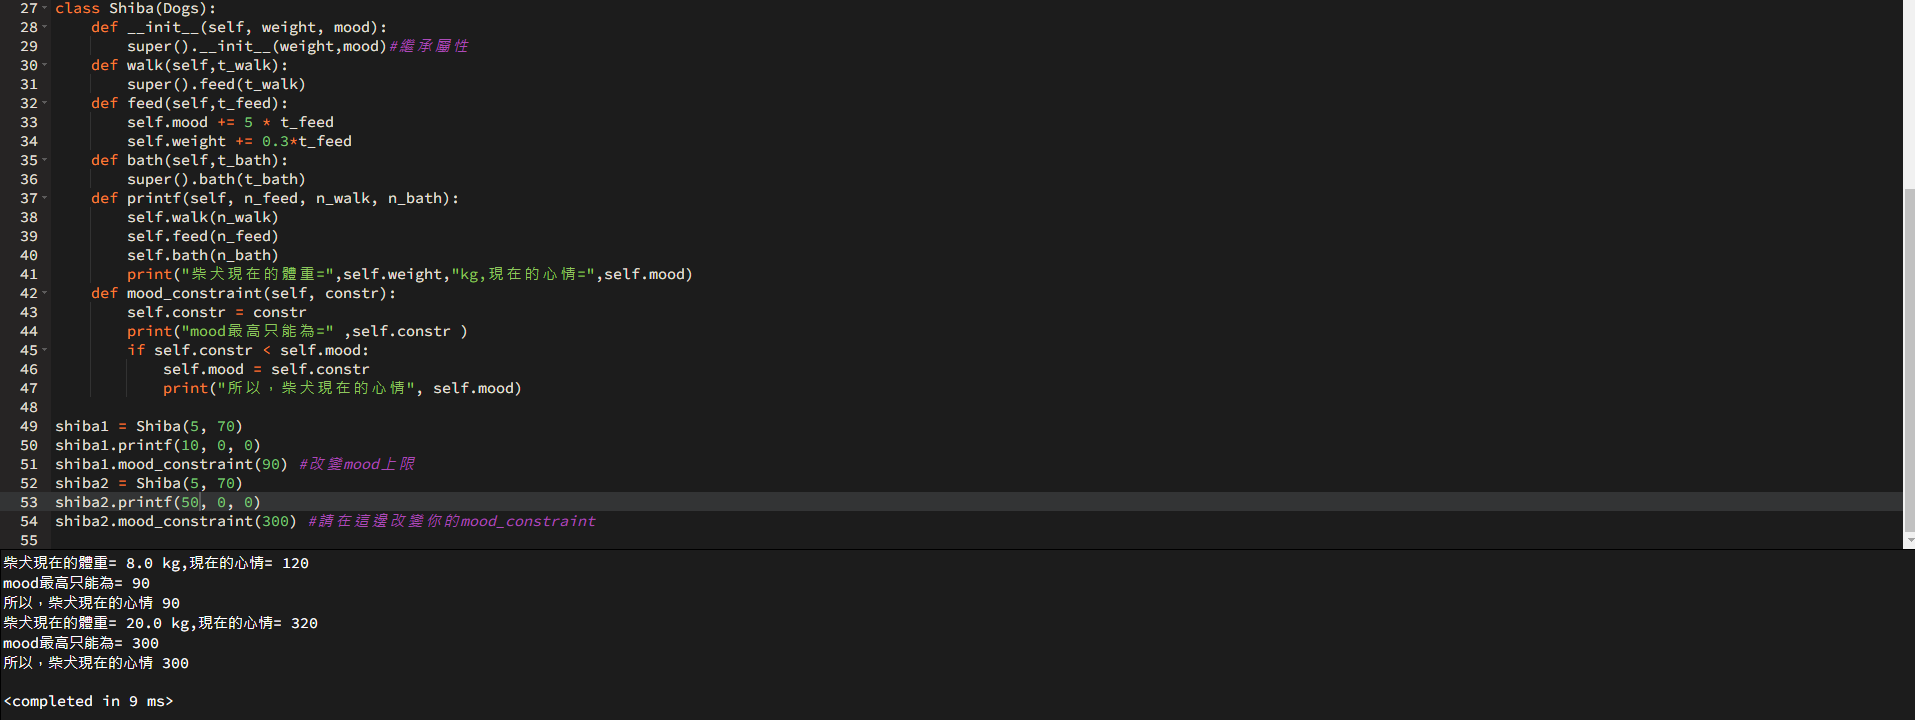 27 class Shiba(Dogs):
28     def __init__(self, weight, mood):
29         super().__init__(weight,mood)#繼承屬性
30     def walk(self,t_walk):
31         super().feed(t_walk)
32     def feed(self,t_feed):
33         self.mood += 5 * t_feed
34         self.weight += 0.3*t_feed
35     def bath(self,t_bath):
36         super().bath(t_bath)
37     def printf(self, n_feed, n_walk, n_bath):
38         self.walk(n_walk)
39         self.feed(n_feed)
40         self.bath(n_bath)
41         print("柴犬現在的體重=",self.weight,"kg,現在的心情=",self.mood)
42     def mood_constraint(self, constr):
43         self.constr = constr
44         print("mood最高只能為=" ,self.constr )
45         if self.constr < self.mood:
46             self.mood = self.constr
47             print("所以，柴犬現在的心情", self.mood)
48
49 shiba1 = Shiba(5, 70)
50 shiba1.printf(10, 0, 0)
51 shiba1.mood_constraint(90) #改變mood上限
52 shiba2 = Shiba(5, 70)
53 shiba2.printf(50, 0, 0)
54 shiba2.mood_constraint(300) #請在這邊改變你的mood_constraint
55
柴犬現在的體重= 8.0 kg,現在的心情= 120
mood最高只能為= 90
所以，柴犬現在的心情 90
柴犬現在的體重= 20.0 kg,現在的心情= 320
mood最高只能為= 300
所以，柴犬現在的心情 300
<completed in 9 ms>